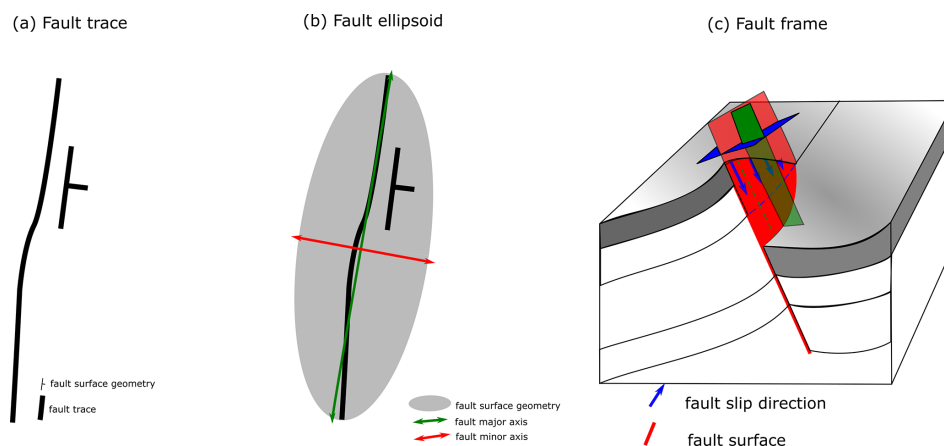 (a) Fault trace
(b) Fault ellipsoid
(c) Fault frame
fault surface geometry
fault trace
fault surface geometry
fault major axis
fault minor axis
fault slip direction
fault surface